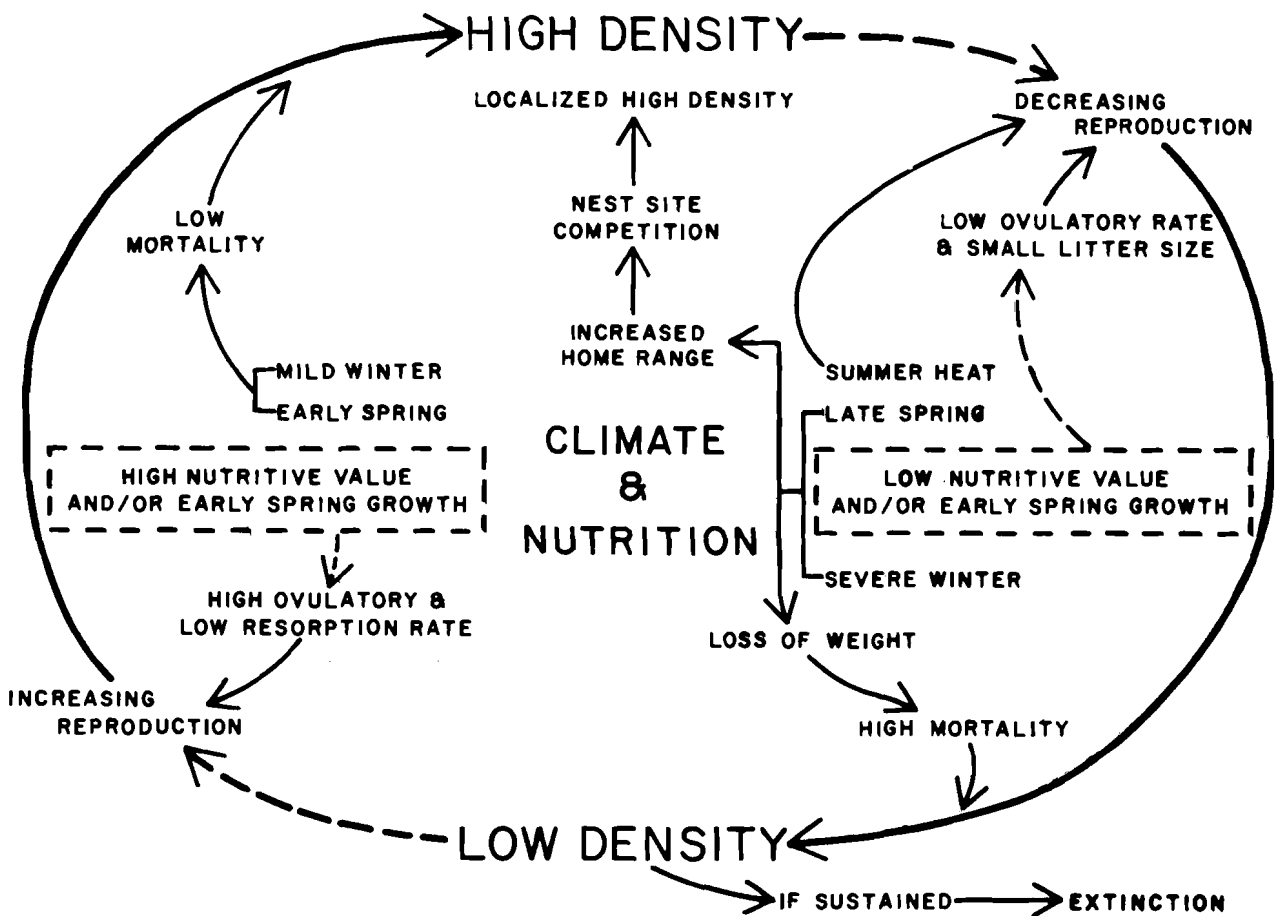 HIGH DENSITY
LOCALIZED HIGH DENSITY
DECREASING
REPRODUCTION
LOW
MORTALITY
NEST SITE
COMPETITION
LOW OVULATORY RATE
& SMALL LITTER SIZE
INCREASED
HOME RANGE
MILD WINTER
EARLY SPRING
SUMMER HEAT
LATE SPRING
CLIMATE
&
NUTRITION
HIGH NUTRITIVE VALUE
AND/OR EARLY SPRING GROWTH
LOW NUTRITIVE VALUE
AND/OR EARLY SPRING GROWTH
SEVERE WINTER
HIGH OVULATORY &
LOW RESORPTION RATE
LOSS OF WEIGHT
INCREASING
REPRODUCTION
HIGH MORTALITY
LOW DENSITY
IF SUSTAINED
EXTINCTION